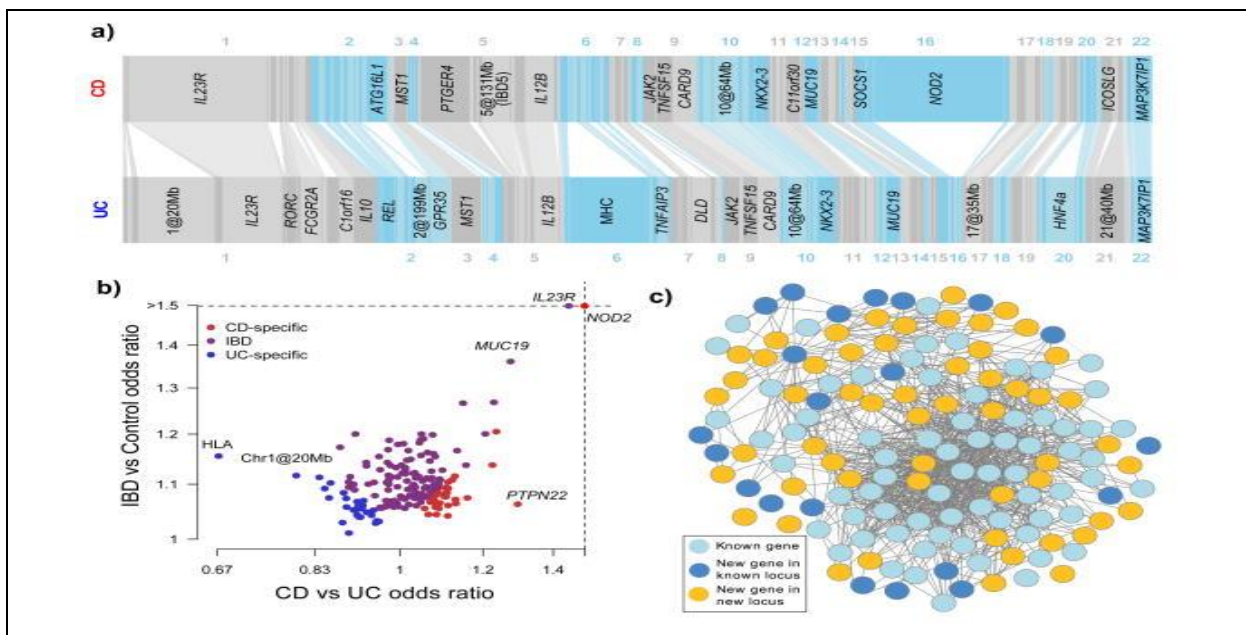 a)
1 2 3 4 5 6 7 8 9 10 11 12 13 14 15 16 17 18 19 20 21 22
CD
IL23R
ATG16L1
MST1
PTGER4
5@131Mb
(IBD5)
IL12B
JAK2
TNFSF15
CARD9
10@64Mb
NKX2-3
C11orf30
MUC19
SOCS1
NOD2
ICOSLG
MAP3K7IP1
UC
1@20Mb
IL23R
RORC
FCGR2A
C1orf16
IL10
REL
2@199Mb
GPR35
MST1
IL12B
MHC
TNFAIP3
DLD
JAK2
TNFSF15
CARD9
10@64Mb
NKX2-3
MUC19
17@35Mb
HNF4a
21@40Mb
MAP3K7IP1
1 2 3 4 5 6 7 8 9 10 11 12 13 14 15 16 17 18 19 20 21 22
b)
IBD vs Control odds ratio
>1.5
1.4
1.3
1.2
1.1
1
CD-specific
IBD
UC-specific
IL23R
NOD2
MUC19
HLA
Chr1@20Mb
PTPN22
0.67 0.83 1 1.2 1.4
CD vs UC odds ratio
c)
Known gene
New gene in
known locus
New gene in
new locus